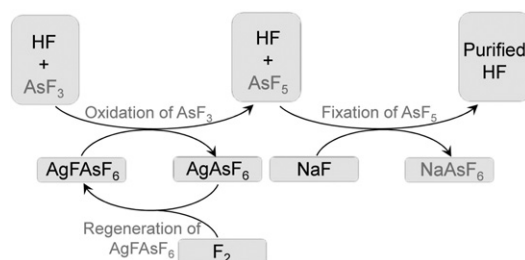 HF
+
AsF₃
HF
+
AsF₅
Purified
HF
Oxidation of AsF₃
Fixation of AsF₅
AgFAsF₆
AgAsF₆
NaF
NaAsF₆
Regeneration of
AgFAsF₆
F₂